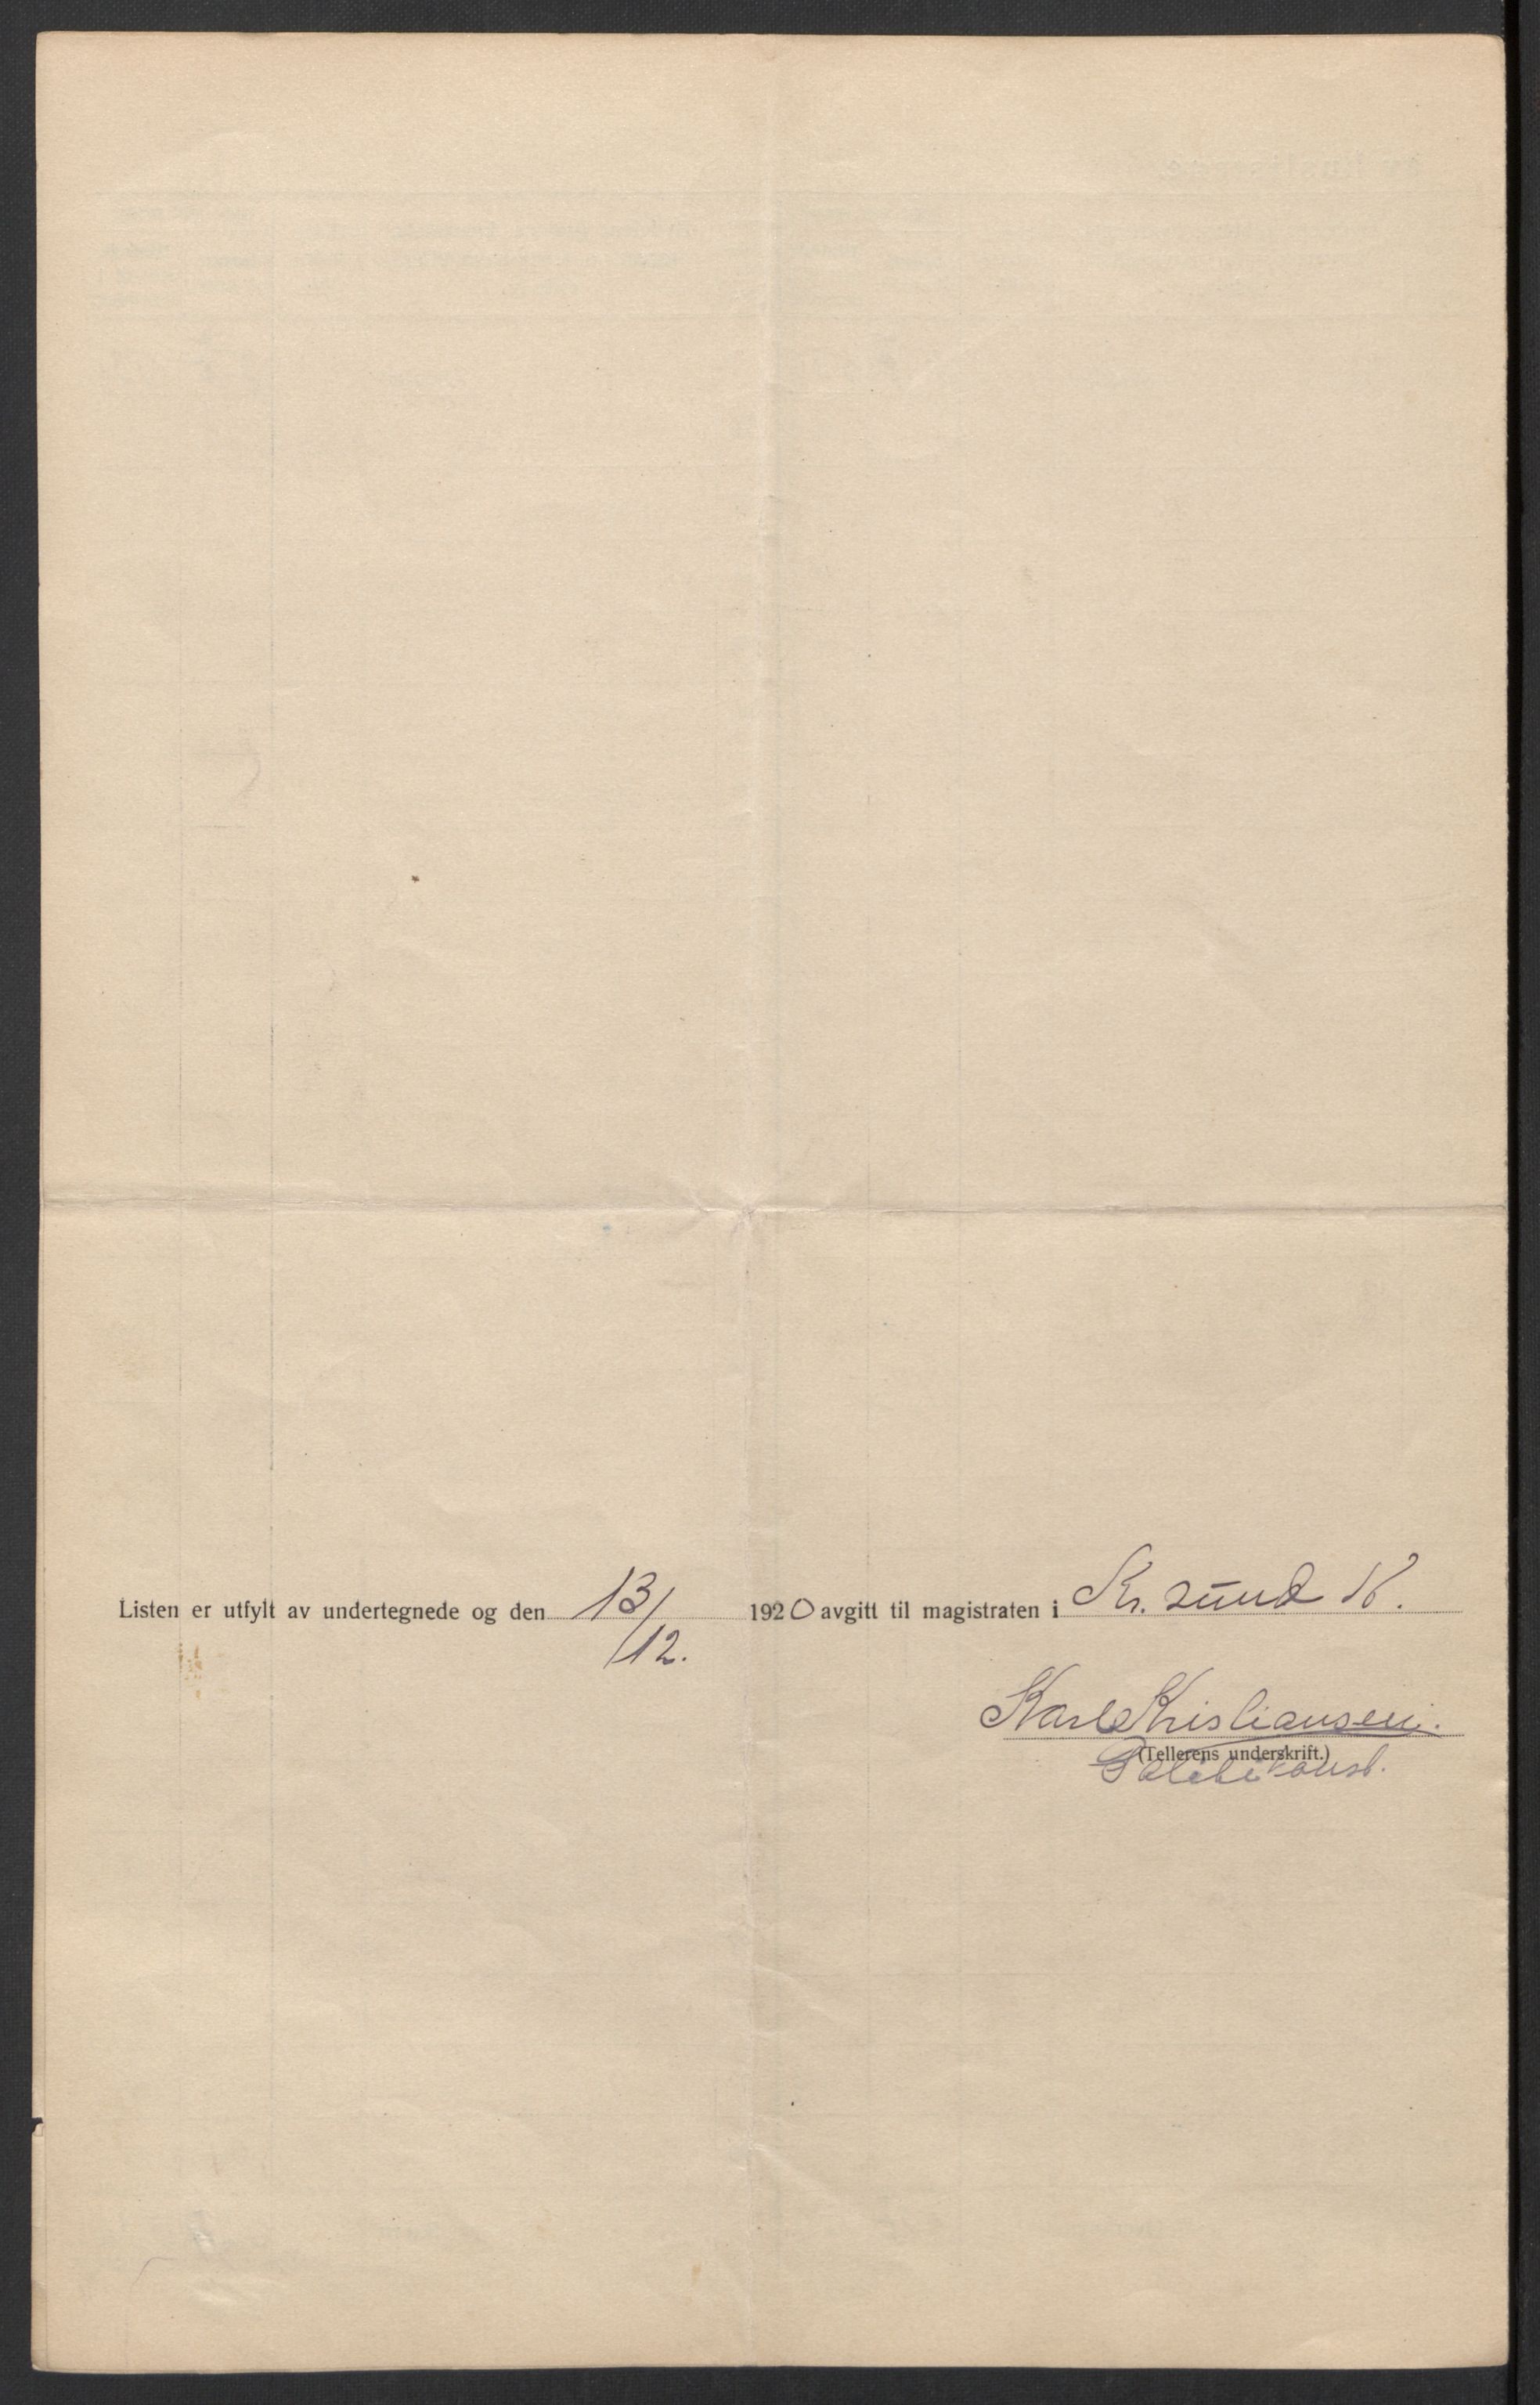 Listen er utfylt av undertegnede og den 13/12. 1920 avgitt til magistraten i Kr.sund N.
Karl Kristiansen.
(Tellerens underskrift.)